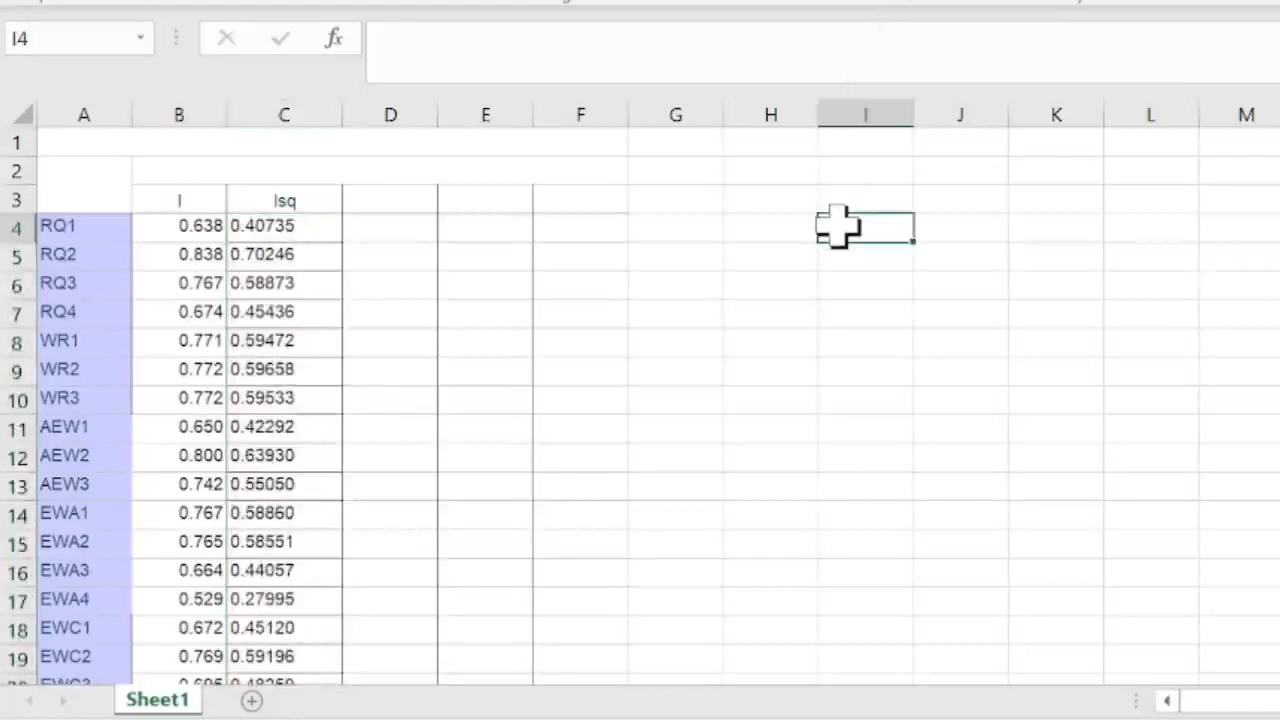 I4
fx
A B C D E F G H I J K L M
1
2
3 l lsq
4 RQ1 0.638 0.40735
5 RQ2 0.838 0.70246
6 RQ3 0.767 0.58873
7 RQ4 0.674 0.45436
8 WR1 0.771 0.59472
9 WR2 0.772 0.59658
10 WR3 0.772 0.59533
11 AEW1 0.650 0.42292
12 AEW2 0.800 0.63930
13 AEW3 0.742 0.55050
14 EWA1 0.767 0.58860
15 EWA2 0.765 0.58551
16 EWA3 0.664 0.44057
17 EWA4 0.529 0.27995
18 EWC1 0.672 0.45120
19 EWC2 0.769 0.59196
Sheet1